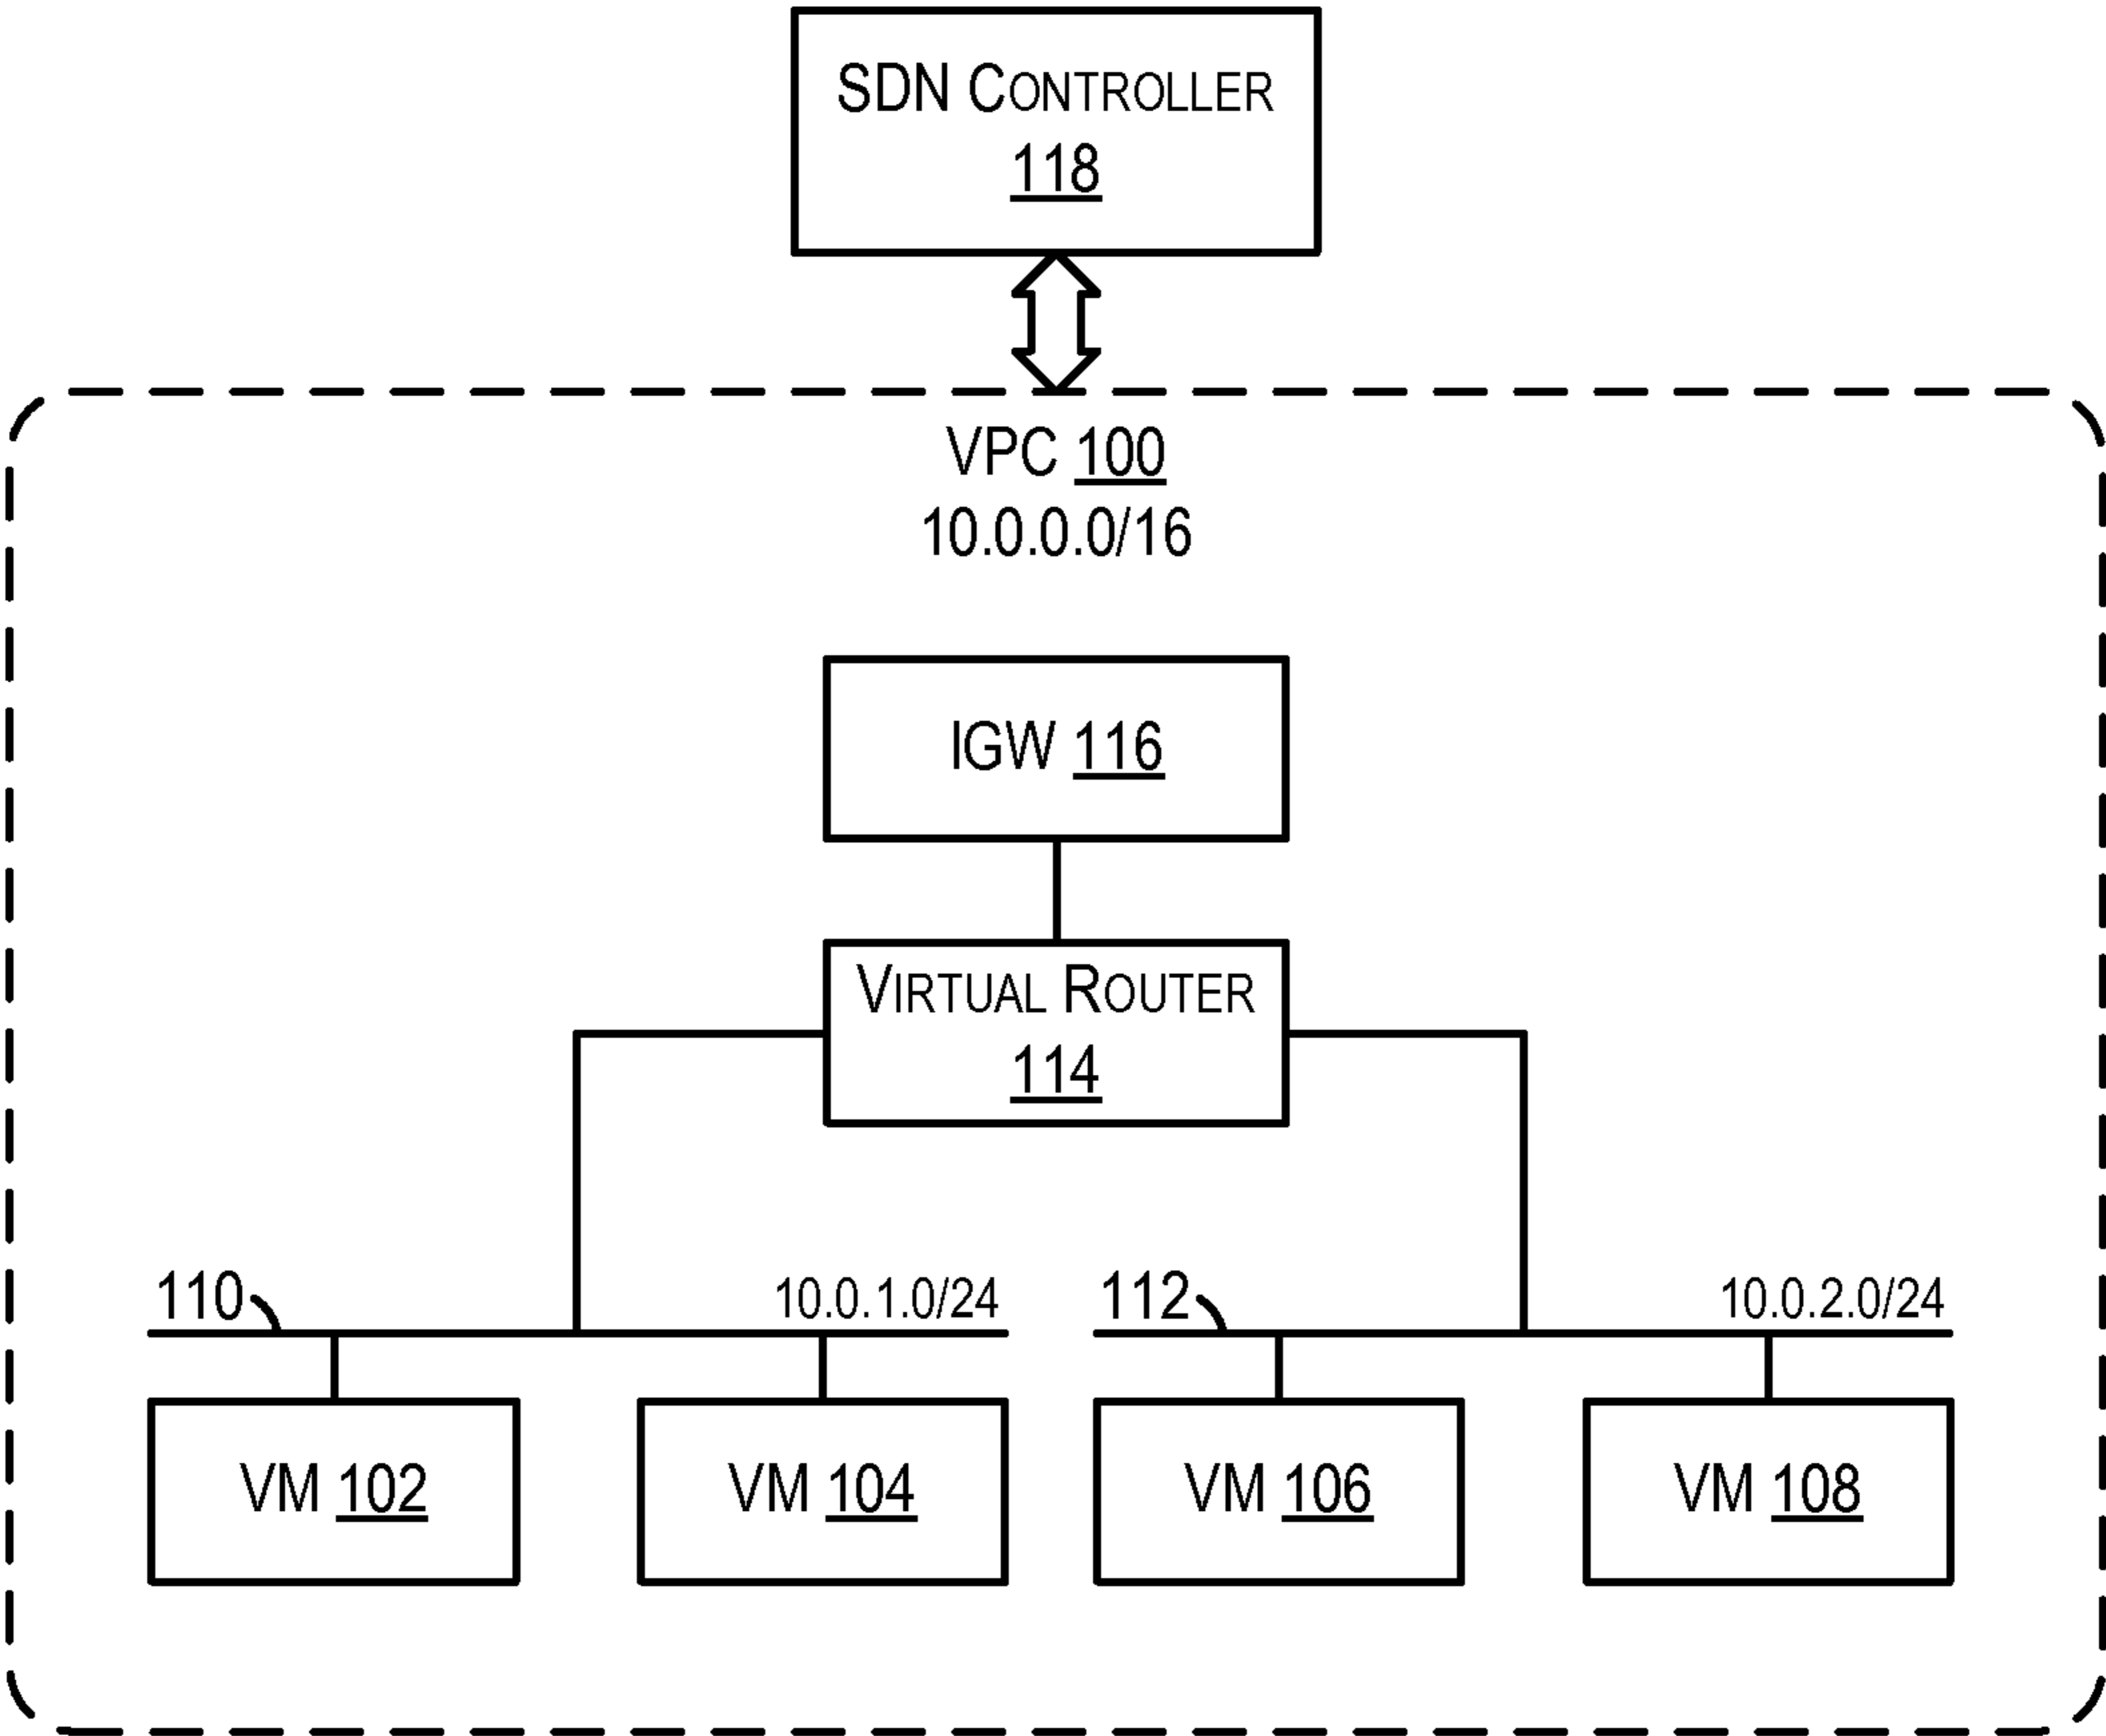 SDN CONTROLLER
118
VPC 100
10.0.0.0/16
IGW 116
VIRTUAL ROUTER
114
110
10.0.1.0/24
112
10.0.2.0/24
VM 102
VM 104
VM 106
VM 108